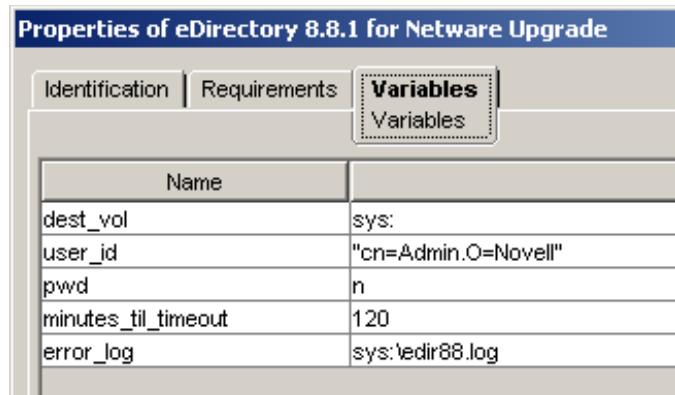 Properties of eDirectory 8.8.1 for Netware Upgrade
Identification Requirements Variables
Variables
Name
dest_vol sys:
user_id "cn=Admin.O=Novell"
pwd n
minutes_til_timeout 120
error_log sys:\edir88.log